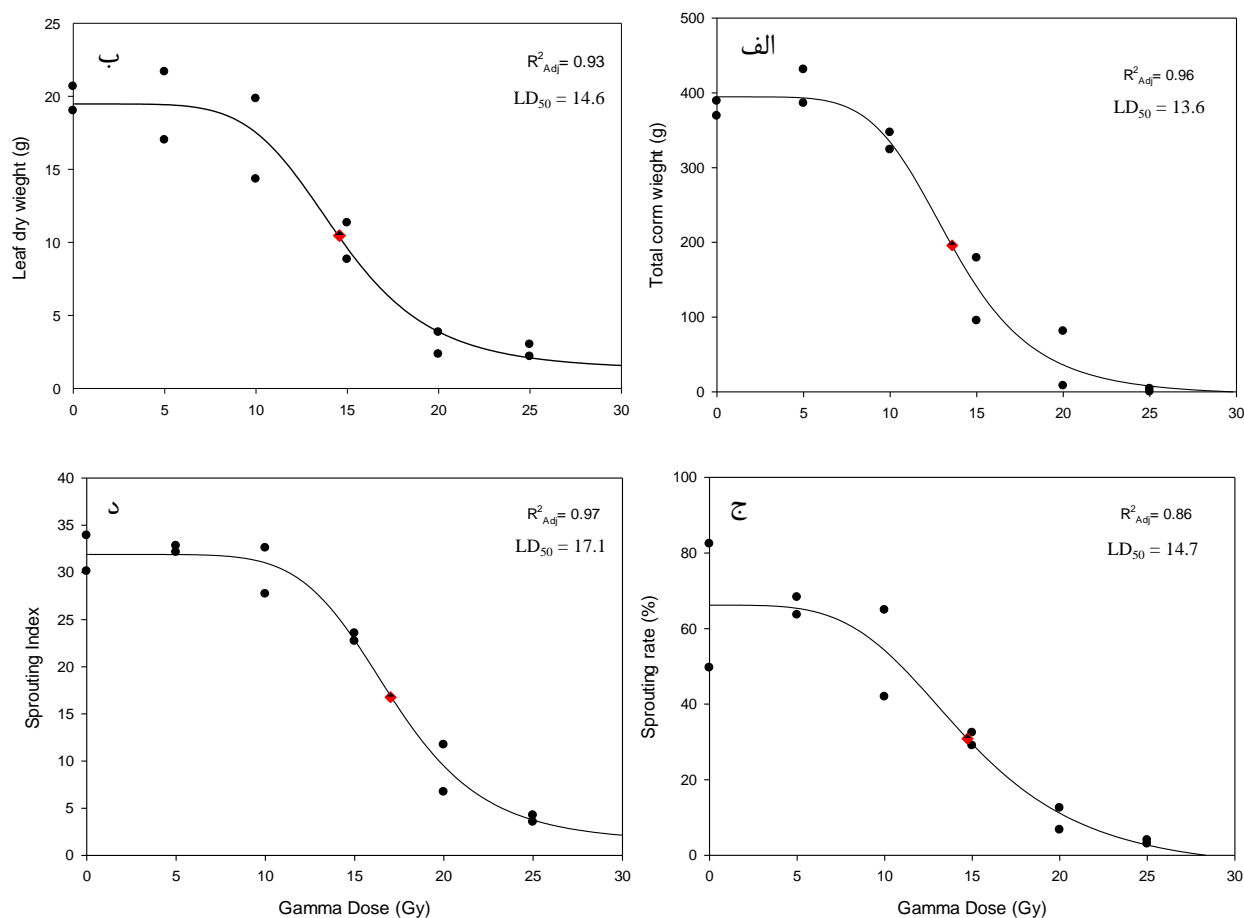 ب
R²Adj= 0.93
LD50 = 14.6
Leaf dry wieght (g)
25
20
15
10
5
0
0 5 10 15 20 25 30
الف
R²Adj= 0.96
LD50 = 13.6
Total corm wieght (g)
500
400
300
200
100
0
0 5 10 15 20 25 30
د
R²Adj= 0.97
LD50 = 17.1
Sprouting Index
40
35
30
25
20
15
10
5
0
0 5 10 15 20 25 30
Gamma Dose (Gy)
ج
R²Adj= 0.86
LD50 = 14.7
Sprouting rate (%)
100
80
60
40
20
0
0 5 10 15 20 25 30
Gamma Dose (Gy)